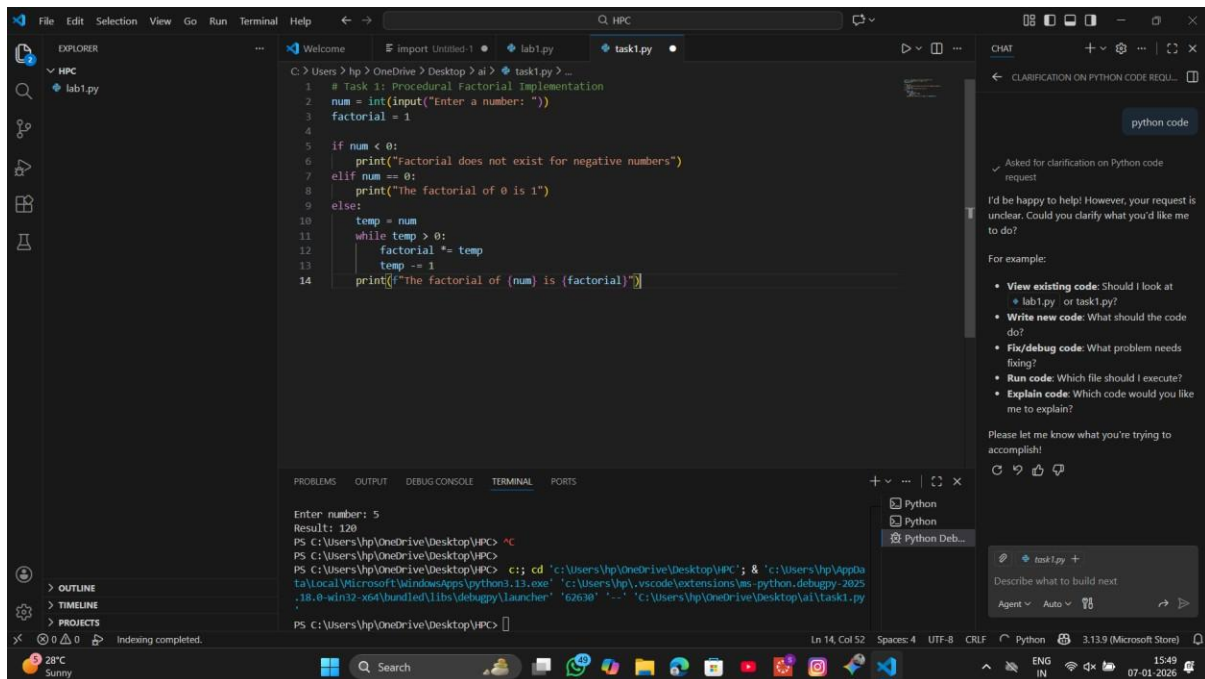 File Edit Selection View Go Run Terminal Help
HPC
EXPLORER
HPC
lab1.py
OUTLINE
TIMELINE
PROJECTS
Welcome
import Untitled-1
lab1.py
task1.py
C: > Users > hp > OneDrive > Desktop > ai > task1.py > ...
1 # Task 1: Procedural Factorial Implementation
2 num = int(input("Enter a number: "))
3 factorial = 1
4
5 if num < 0:
6 print("Factorial does not exist for negative numbers")
7 elif num == 0:
8 print("The factorial of 0 is 1")
9 else:
10 temp = num
11 while temp > 0:
12 factorial *= temp
13 temp -= 1
14 print(f"The factorial of {num} is {factorial}")
PROBLEMS OUTPUT DEBUG CONSOLE TERMINAL PORTS
Enter number: 5
Result: 120
PS C:\Users\hp\OneDrive\Desktop\HPC> ^C
PS C:\Users\hp\OneDrive\Desktop\HPC>
PS C:\Users\hp\OneDrive\Desktop\HPC> c:; cd 'c:\Users\hp\OneDrive\Desktop\HPC'; & 'c:\Users\hp\AppDa
ta\Local\Microsoft\WindowsApps\python3.13.exe' 'c:\Users\hp\.vscode\extensions\ms-python.debugpy-2025
.18.0-win32-x64\bundled\libs\debugpy\launcher' '62630' '--' 'C:\Users\hp\OneDrive\Desktop\ai\task1.py
'
PS C:\Users\hp\OneDrive\Desktop\HPC>
Python
Python
Python Deb...
CHAT
CLARIFICATION ON PYTHON CODE REQU...
python code
Asked for clarification on Python code
request
I'd be happy to help! However, your request is
unclear. Could you clarify what you'd like me
to do?
For example:
• View existing code: Should I look at
lab1.py or task1.py?
• Write new code: What should the code
do?
• Fix/debug code: What problem needs
fixing?
• Run code: Which file should I execute?
• Explain code: Which code would you like
me to explain?
Please let me know what you're trying to
accomplish!
task1.py
Describe what to build next
Agent Auto
0 0 Indexing completed.
Ln 14, Col 52 Spaces: 4 UTF-8 CRLF Python 3.13.9 (Microsoft Store)
5
28°C
Sunny
Search
49
ENG
IN
15:49
07-01-2026